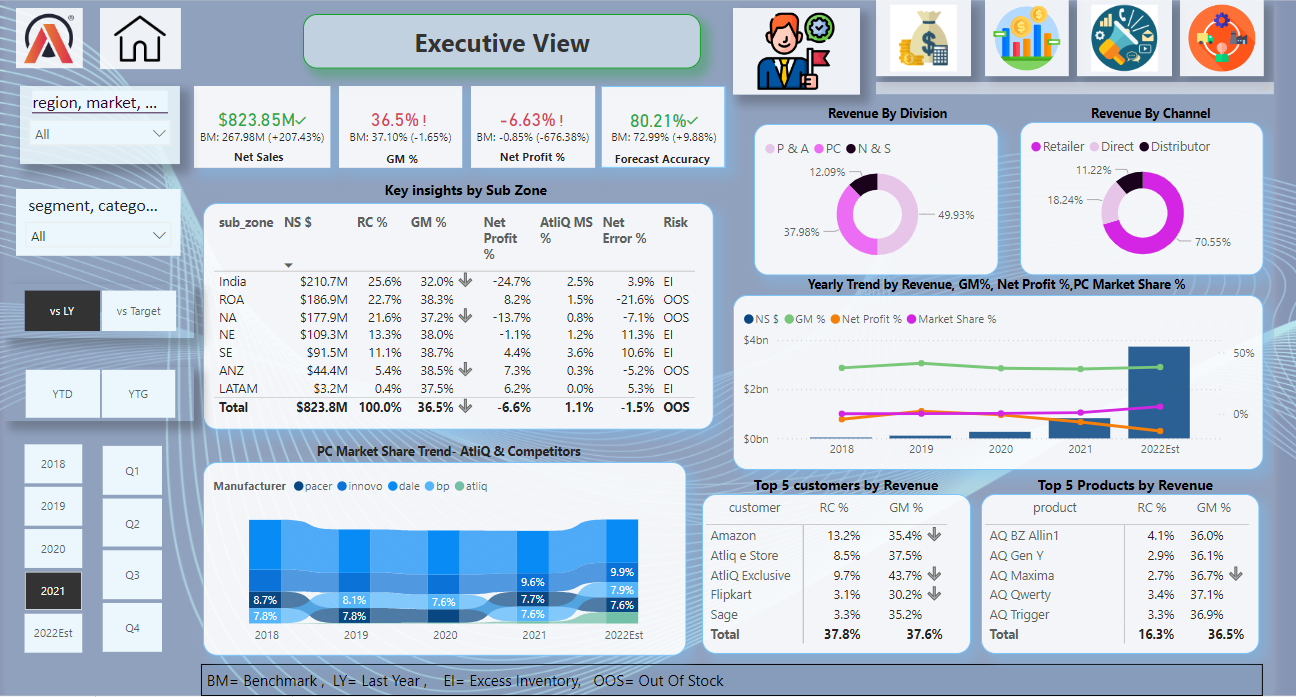 Executive View
region, market, ...
All
segment, catego...
All
vs LY
vs Target
YTD
YTG
2018
2019
2020
2021
2022Est
Q1
Q2
Q3
Q4
$823.85M✓
BM: 267.98M (+207.43%)
Net Sales
36.5% !
BM: 37.10% (-1.65%)
GM %
-6.63% !
BM: -0.85% (-676.38%)
Net Profit %
80.21%✓
BM: 72.99% (+9.88%)
Forecast Accuracy
Key insights by Sub Zone
sub_zone NS $ RC % GM % Net Profit % AtliQ MS % Net Error % Risk
India $210.7M 25.6% 32.0% -24.7% 2.5% 3.9% EI
ROA $186.9M 22.7% 38.3% 8.2% 1.5% -21.6% OOS
NA $177.9M 21.6% 37.2% -13.7% 0.8% -7.1% OOS
NE $109.3M 13.3% 38.0% -1.1% 1.2% 11.3% EI
SE $91.5M 11.1% 38.7% 4.4% 3.6% 10.6% EI
ANZ $44.4M 5.4% 38.5% 7.3% 0.3% -5.2% OOS
LATAM $3.2M 0.4% 37.5% 6.2% 0.0% 5.3% EI
Total $823.8M 100.0% 36.5% -6.6% 1.1% -1.5% OOS
PC Market Share Trend- AtliQ & Competitors
Manufacturer pacer innovo dale bp atliq
8.7%
7.8%
8.1%
7.8%
7.6%
9.6%
7.7%
7.6%
9.9%
7.9%
7.6%
2018 2019 2020 2021 2022Est
Revenue By Division
P & A PC N & S
12.09%
49.93%
37.98%
Revenue By Channel
Retailer Direct Distributor
11.22%
18.24%
70.55%
Yearly Trend by Revenue, GM%, Net Profit %,PC Market Share %
NS $ GM % Net Profit % Market Share %
$4bn
$2bn
$0bn
50%
0%
2018 2019 2020 2021 2022Est
Top 5 customers by Revenue
customer RC % GM %
Amazon 13.2% 35.4%
Atliq e Store 8.5% 37.5%
AtliQ Exclusive 9.7% 43.7%
Flipkart 3.1% 30.2%
Sage 3.3% 35.2%
Total 37.8% 37.6%
Top 5 Products by Revenue
product RC % GM %
AQ BZ Allin1 4.1% 36.0%
AQ Gen Y 2.9% 36.1%
AQ Maxima 2.7% 36.7%
AQ Qwerty 3.4% 37.1%
AQ Trigger 3.3% 36.9%
Total 16.3% 36.5%
BM= Benchmark , LY= Last Year , EI= Excess Inventory, OOS= Out Of Stock